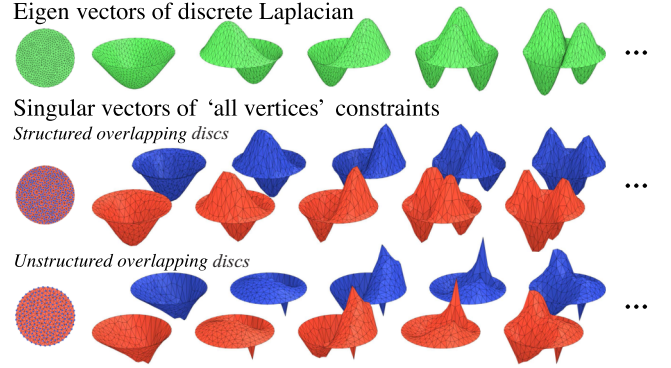 Eigen vectors of discrete Laplacian
...
Singular vectors of ‘all vertices’ constraints
Structured overlapping discs
...
Unstructured overlapping discs
...